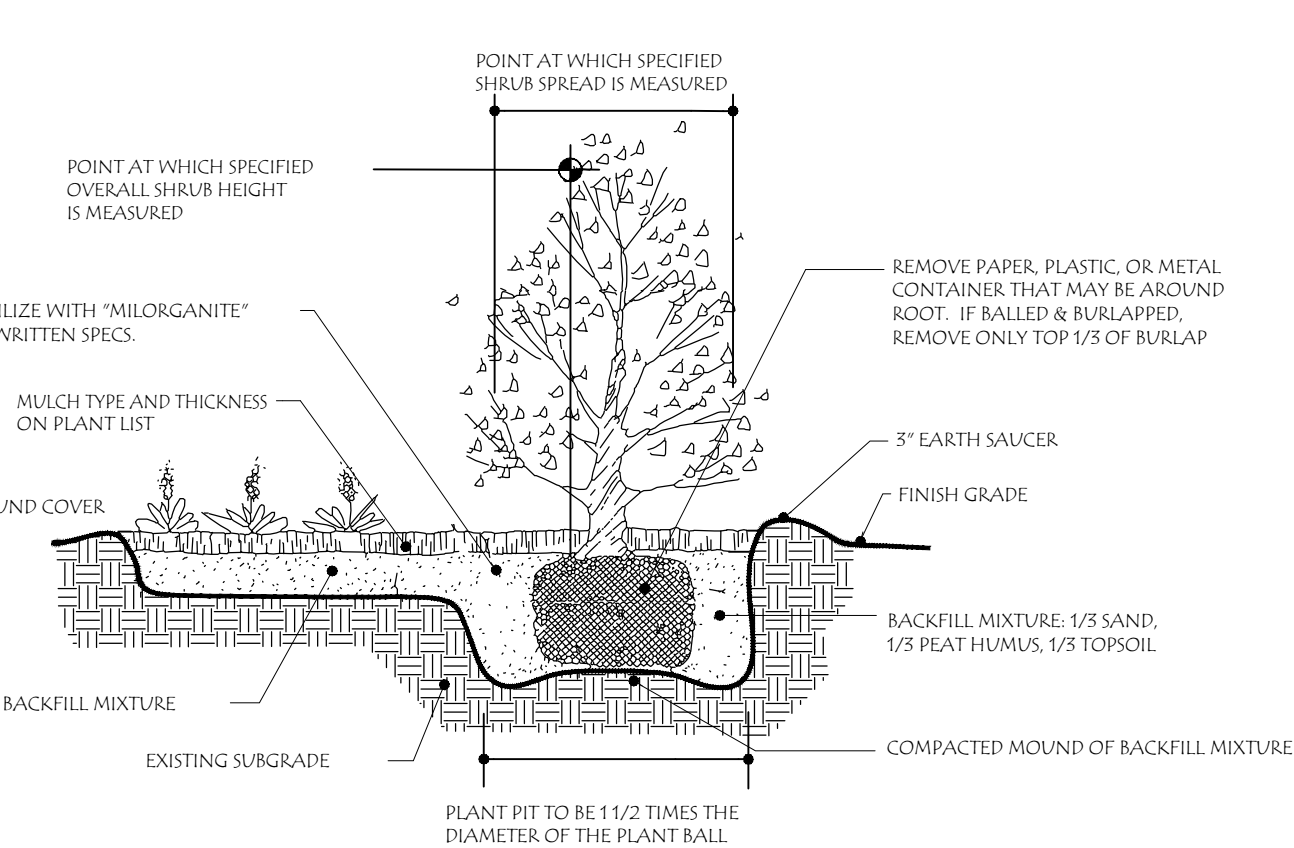 POINT AT WHICH SPECIFIED
SHRUB SPREAD IS MEASURED
POINT AT WHICH SPECIFIED
OVERALL SHRUB HEIGHT
IS MEASURED
REMOVE PAPER, PLASTIC, OR METAL
CONTAINER THAT MAY BE AROUND
ROOT. IF BALLED & BURLAPPED,
REMOVE ONLY TOP 1/3 OF BURLAP
ILIZE WITH "MILORGANITE"
WRITTEN SPECS.
MULCH TYPE AND THICKNESS
ON PLANT LIST
3" EARTH SAUCER
FINISH GRADE
UND COVER
BACKFILL MIXTURE: 1/3 SAND,
1/3 PEAT HUMUS, 1/3 TOPSOIL
BACKFILL MIXTURE
EXISTING SUBGRADE
COMPACTED MOUND OF BACKFILL MIXTURE
PLANT PIT TO BE 1 1/2 TIMES THE
DIAMETER OF THE PLANT BALL